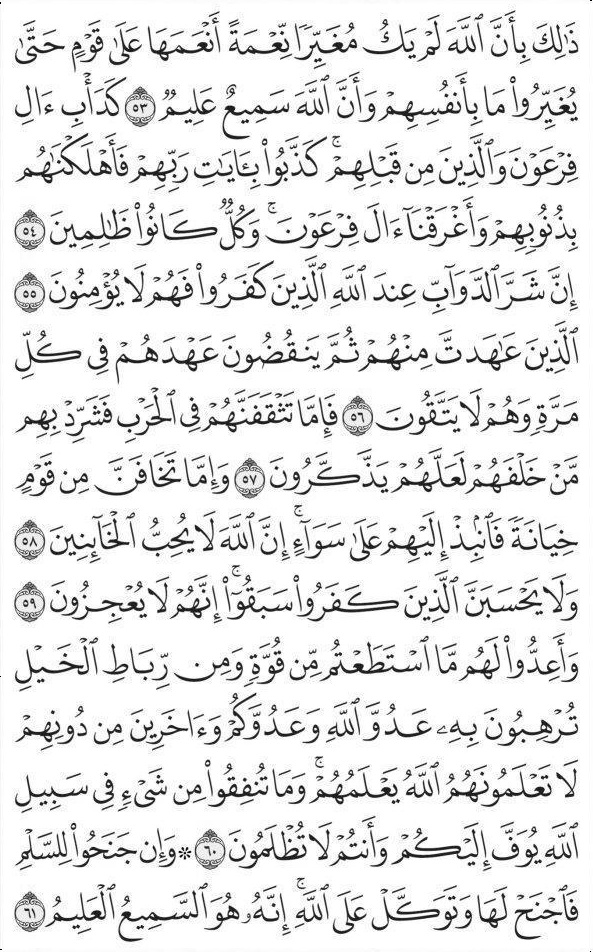 ذَٰلِكَ بِأَنَّ ٱللَّهَ لَمْ يَكُ مُغَيِّرًا نِّعْمَةً أَنْعَمَهَا عَلَىٰ قَوْمٍ حَتَّىٰ
يُغَيِّرُوا۟ مَا بِأَنفُسِهِمْ وَأَنَّ ٱللَّهَ سَمِيعٌ عَلِيمٌ ٥٣ كَدَأْبِ ءَالِ
فِرْعَوْنَ وَٱلَّذِينَ مِن قَبْلِهِمْ ۚ كَذَّبُوا۟ بِـَٔايَٰتِ رَبِّهِمْ فَأَهْلَكْنَٰهُم
بِذُنُوبِهِمْ وَأَغْرَقْنَآ ءَالَ فِرْعَوْنَ ۚ وَكُلٌّ كَانُوا۟ ظَٰلِمِينَ ٥٤
إِنَّ شَرَّ ٱلدَّوَآبِّ عِندَ ٱللَّهِ ٱلَّذِينَ كَفَرُوا۟ فَهُمْ لَا يُؤْمِنُونَ ٥٥
ٱلَّذِينَ عَٰهَدتَّ مِنْهُمْ ثُمَّ يَنقُضُونَ عَهْدَهُمْ فِى كُلِّ
مَرَّةٍ وَهُمْ لَا يَتَّقُونَ ٥٦ فَإِمَّا تَثْقَفَنَّهُمْ فِى ٱلْحَرْبِ فَشَرِّدْ بِهِم
مَّنْ خَلْفَهُمْ لَعَلَّهُمْ يَذَّكَّرُونَ ٥٧ وَإِمَّا تَخَافَنَّ مِن قَوْمٍ
خِيَانَةً فَٱنۢبِذْ إِلَيْهِمْ عَلَىٰ سَوَآءٍ ۚ إِنَّ ٱللَّهَ لَا يُحِبُّ ٱلْخَآئِنِينَ ٥٨
وَلَا يَحْسَبَنَّ ٱلَّذِينَ كَفَرُوا۟ سَبَقُوٓا۟ ۚ إِنَّهُمْ لَا يُعْجِزُونَ ٥٩
وَأَعِدُّوا۟ لَهُم مَّا ٱسْتَطَعْتُم مِّن قُوَّةٍ وَمِن رِّبَاطِ ٱلْخَيْلِ
تُرْهِبُونَ بِهِۦ عَدُوَّ ٱللَّهِ وَعَدُوَّكُمْ وَءَاخَرِينَ مِن دُونِهِمْ
لَا تَعْلَمُونَهُمُ ٱللَّهُ يَعْلَمُهُمْ ۚ وَمَا تُنفِقُوا۟ مِن شَىْءٍ فِى سَبِيلِ
ٱللَّهِ يُوَفَّ إِلَيْكُمْ وَأَنتُمْ لَا تُظْلَمُونَ ٦٠ ۞ وَإِن جَنَحُوا۟ لِلسَّلْمِ
فَٱجْنَحْ لَهَا وَتَوَكَّلْ عَلَى ٱللَّهِ ۚ إِنَّهُۥ هُوَ ٱلسَّمِيعُ ٱلْعَلِيمُ ٦١